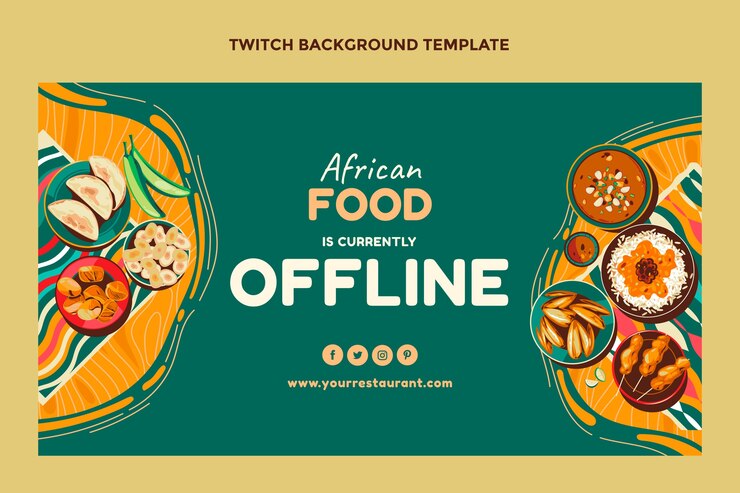 TWITCH BACKGROUND TEMPLATE
African
FOOD
IS CURRENTLY
OFFLINE
www.yourrestaurant.com